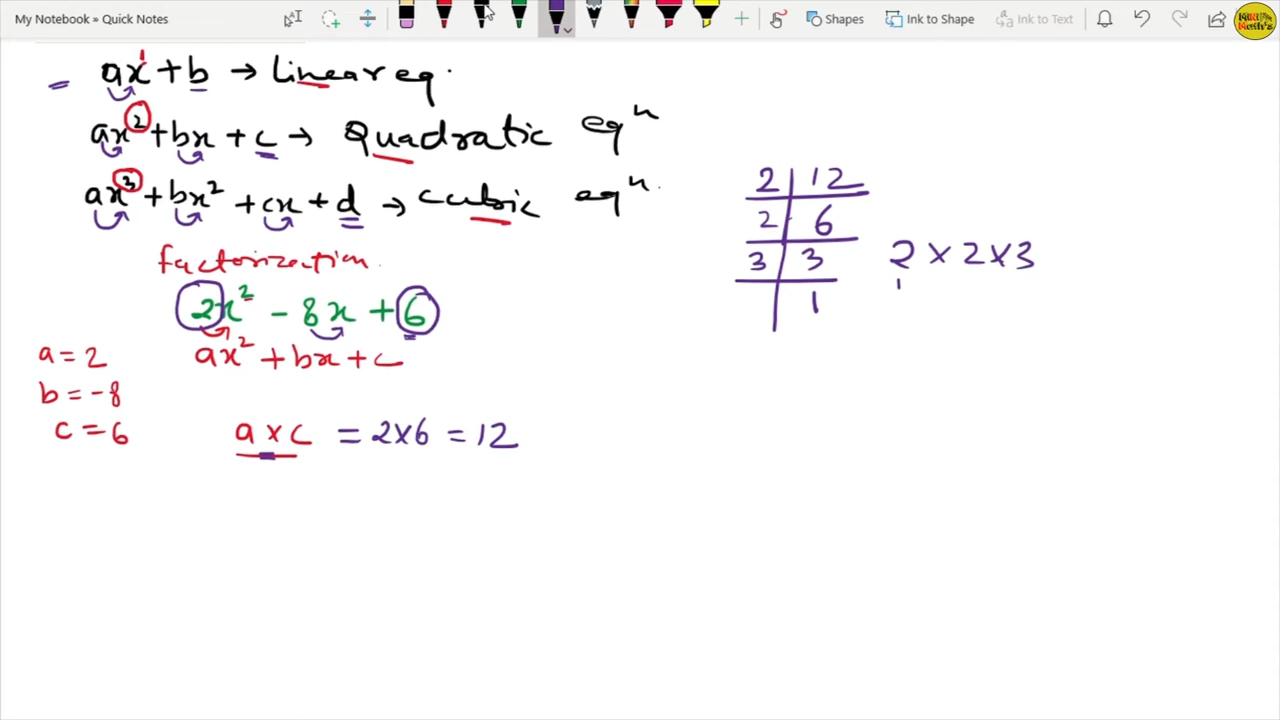 My Notebook » Quick Notes
Shapes
Ink to Shape
Ink to Text
ax¹ + b → Linear eq.
ax² + bx + c → Quadratic eqⁿ
ax³ + bx² + cx + d → cubic eqⁿ.
factorization
2x² - 8x + 6
a = 2
ax² + bx + c
b = -8
c = 6
a × c = 2×6 = 12
2 | 12
2 | 6
3 | 3
| 1
2 × 2 × 3